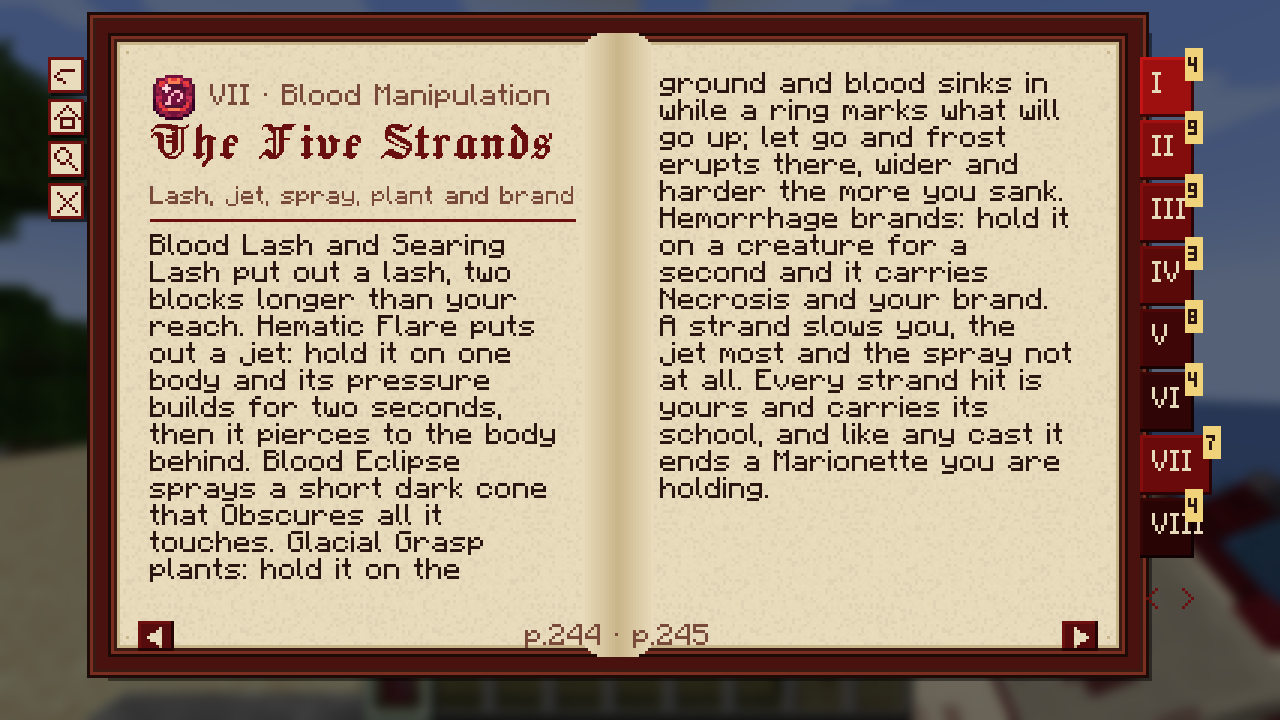 VII · Blood Manipulation
The Five Strands
Lash, jet, spray, plant and brand
Blood Lash and Searing
Lash put out a lash, two
blocks longer than your
reach. Hematic Flare puts
out a jet: hold it on one
body and its pressure
builds for two seconds,
then it pierces to the body
behind. Blood Eclipse
sprays a short dark cone
that Obscures all it
touches. Glacial Grasp
plants: hold it on the
ground and blood sinks in
while a ring marks what will
go up; let go and frost
erupts there, wider and
harder the more you sank.
Hemorrhage brands: hold it
on a creature for a
second and it carries
Necrosis and your brand.
A strand slows you, the
jet most and the spray not
at all. Every strand hit is
yours and carries its
school, and like any cast it
ends a Marionette you are
holding.
p.244 · p.245
I 4
II 9
III 9
IV 3
V 8
VI 4
VII 7
VIII 4